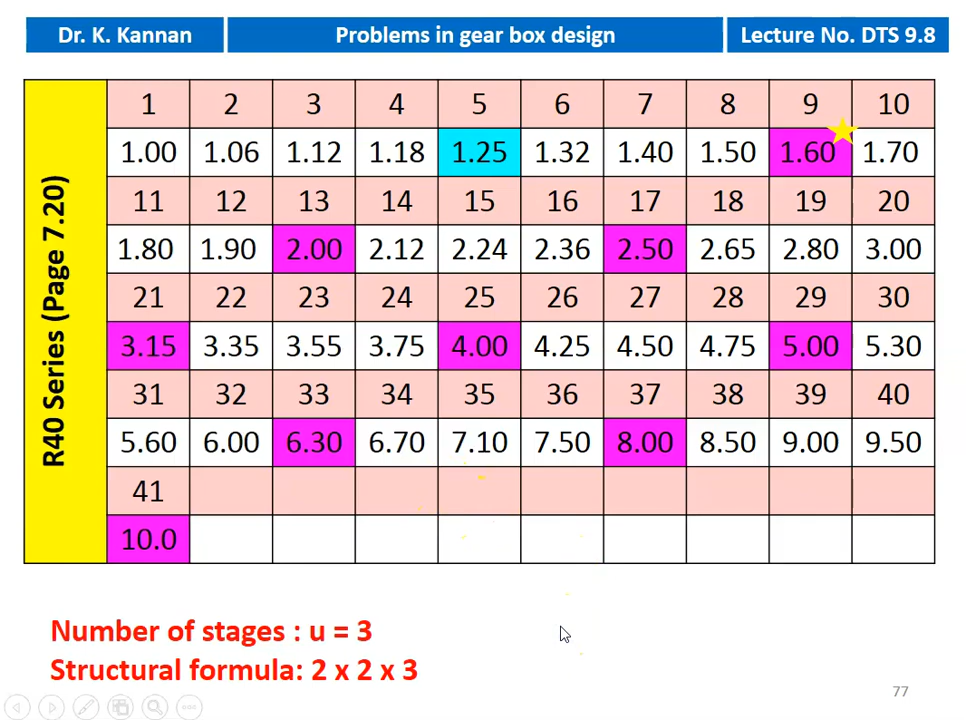 Dr. K. Kannan Problems in gear box design Lecture No. DTS 9.8
R40 Series (Page 7.20)
1 2 3 4 5 6 7 8 9 10
1.00 1.06 1.12 1.18 1.25 1.32 1.40 1.50 1.60 1.70
11 12 13 14 15 16 17 18 19 20
1.80 1.90 2.00 2.12 2.24 2.36 2.50 2.65 2.80 3.00
21 22 23 24 25 26 27 28 29 30
3.15 3.35 3.55 3.75 4.00 4.25 4.50 4.75 5.00 5.30
31 32 33 34 35 36 37 38 39 40
5.60 6.00 6.30 6.70 7.10 7.50 8.00 8.50 9.00 9.50
41
10.0
Number of stages : u = 3
Structural formula: 2 x 2 x 3
77